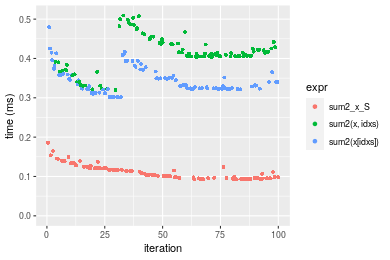 0.5
0.4
0.3
0.2
0.1
0.0
time (ms)
0
25
50
75
100
iteration
expr
sum2_x_S
sum2(x, idxs)
sum2(x[idxs])